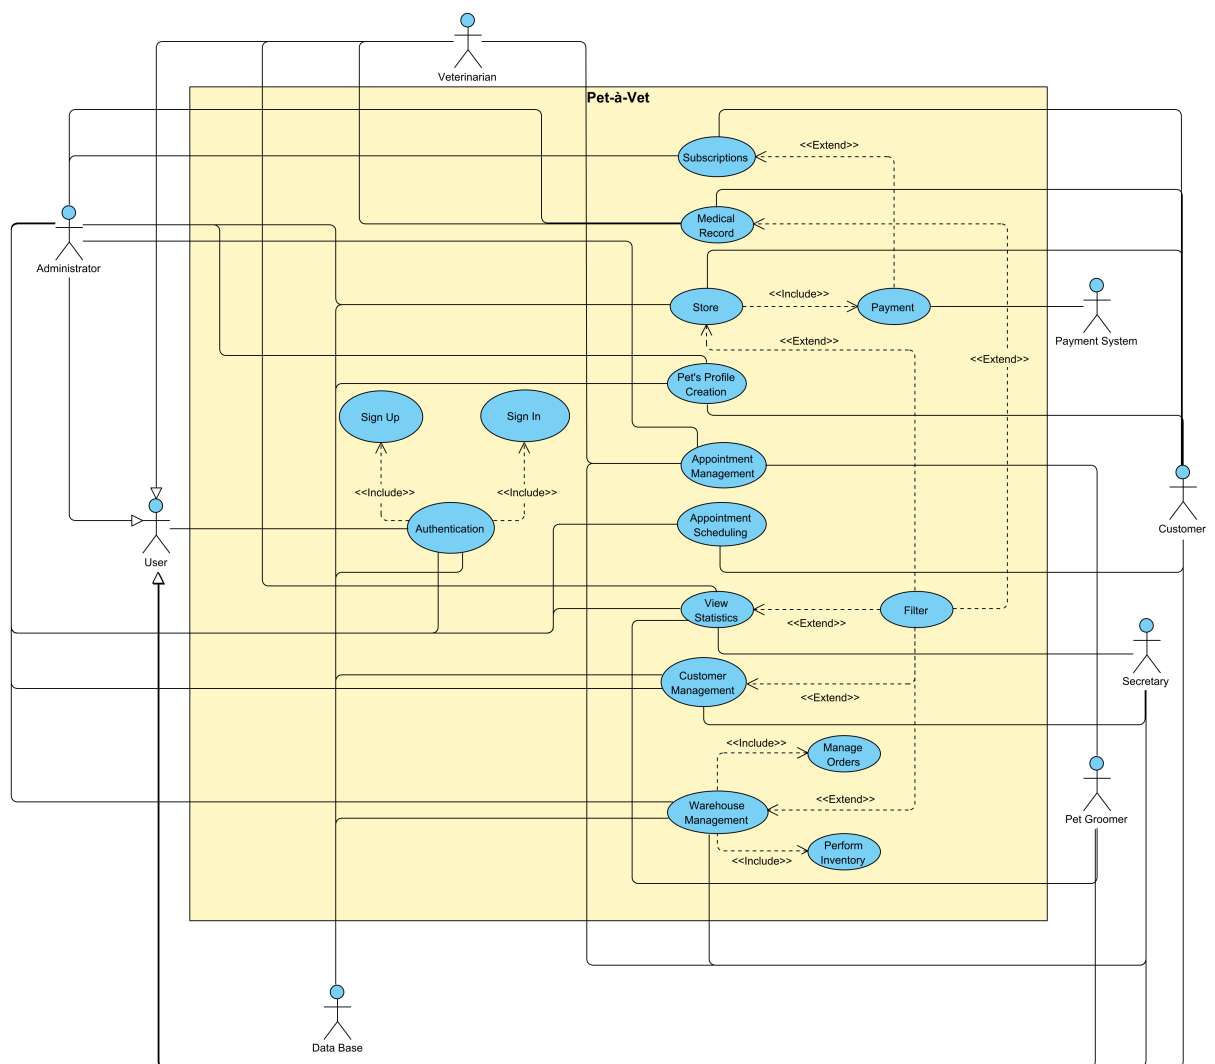 Veterinarian
Pet-à-Vet
<<Extend>>
Subscriptions
Medical
Record
Administrator
<<Include>>
Store
Payment
Payment System
<<Extend>>
<<Extend>>
Pet's Profile
Creation
Sign Up
Sign In
Appointment
Management
<<Include>>
<<Include>>
Authentication
Appointment
Scheduling
Customer
User
View
Statistics
Filter
<<Extend>>
Secretary
Customer
Management
<<Extend>>
<<Include>>
Manage
Orders
Warehouse
Management
<<Extend>>
Pet Groomer
Perform
Inventory
<<Include>>
Data Base